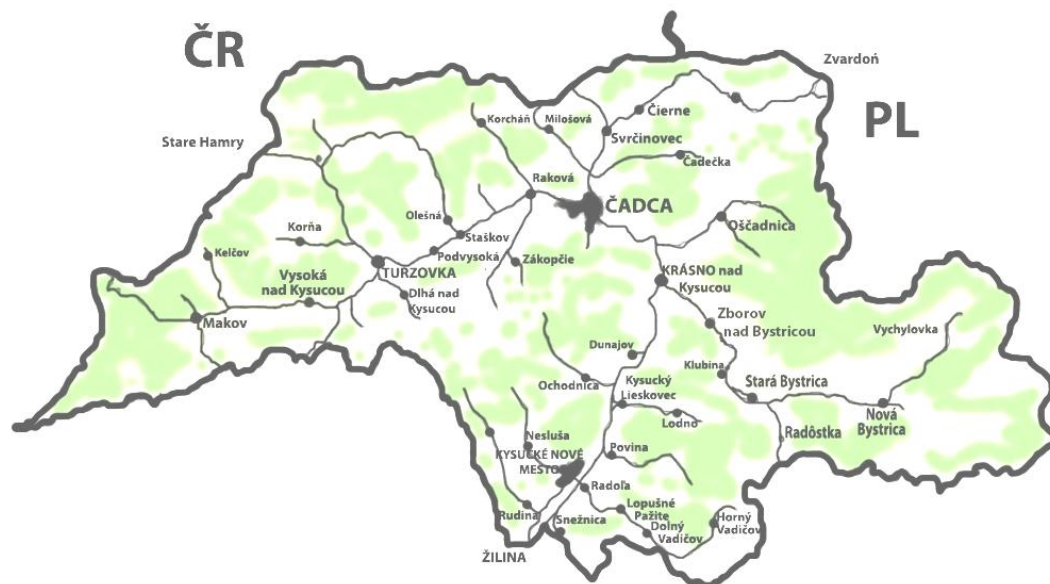 ČR
Zvardoń
PL
Stare Hamry
Korcháň
Milošová
Čierne
Svrčinovec
Čadečka
Raková
ČADCA
Olešná
Staškov
Oščadnica
Korňa
Podvysoká
Kelčov
TURZOVKA
Zákopčie
KRÁSNO nad
Kysucou
Vysoká
nad Kysucou
Dlhá nad
Kysucou
Makov
Zborov
nad Bystricou
Vychylovka
Dunajov
Klubina
Ochodnica
Kysucký
Lieskovec
Stará Bystrica
Lodno
Nová
Bystrica
Radôstka
Nesluša
Povina
KYSUCKÉ NOVÉ
MESTO
Radoľa
Rudina
Snežnica
Lopušné
Pažite
Dolný
Vadičov
Horný
Vadičov
ŽILINA